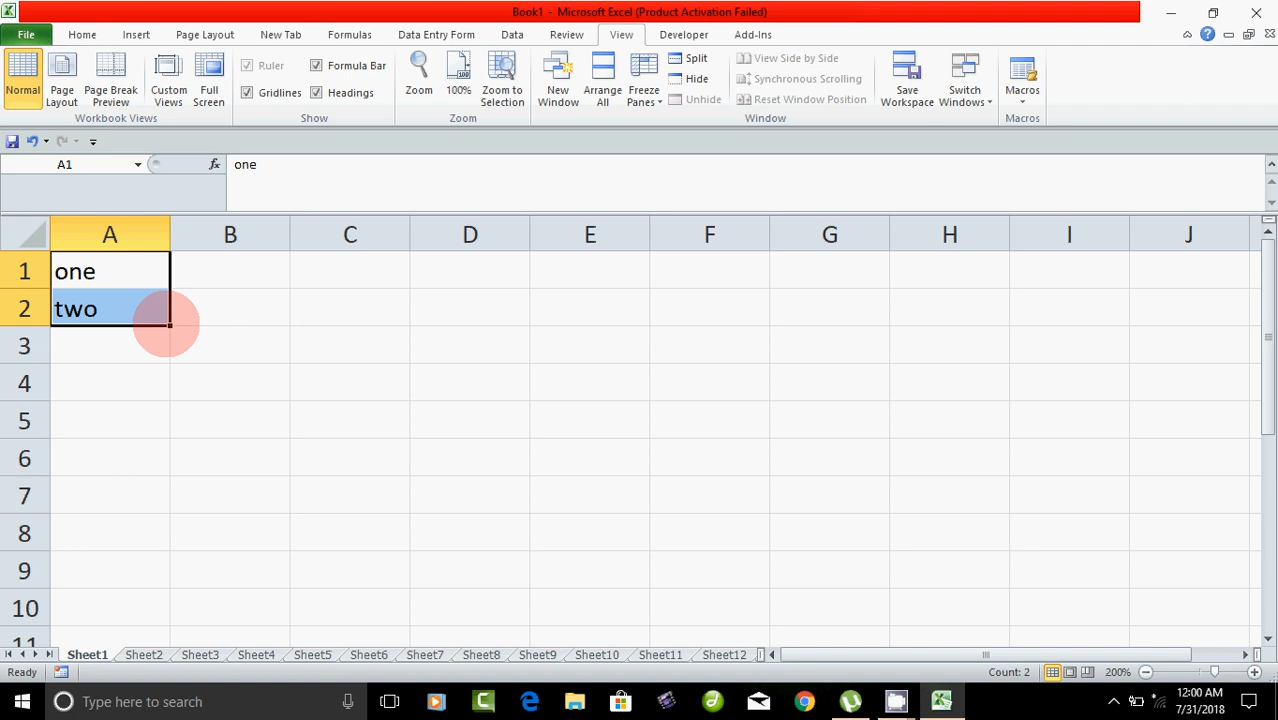 Book1 - Microsoft Excel (Product Activation Failed)
File Home Insert Page Layout New Tab Formulas Data Entry Form Data Review View Developer Add-Ins
Normal
Page Layout
Page Break Preview
Custom Views
Full Screen
Workbook Views
Ruler
Formula Bar
Gridlines
Headings
Show
Zoom
100%
Zoom to Selection
Zoom
New Window
Arrange All
Freeze Panes
Split
Hide
Unhide
View Side by Side
Synchronous Scrolling
Reset Window Position
Save Workspace
Switch Windows
Window
Macros
Macros
A1 fx one
A B C D E F G H I J
1 one
2 two
3
4
5
6
7
8
9
10
11
Sheet1 Sheet2 Sheet3 Sheet4 Sheet5 Sheet6 Sheet7 Sheet8 Sheet9 Sheet10 Sheet11 Sheet12
Ready Count: 2 200%
Type here to search
12:00 AM
7/31/2018